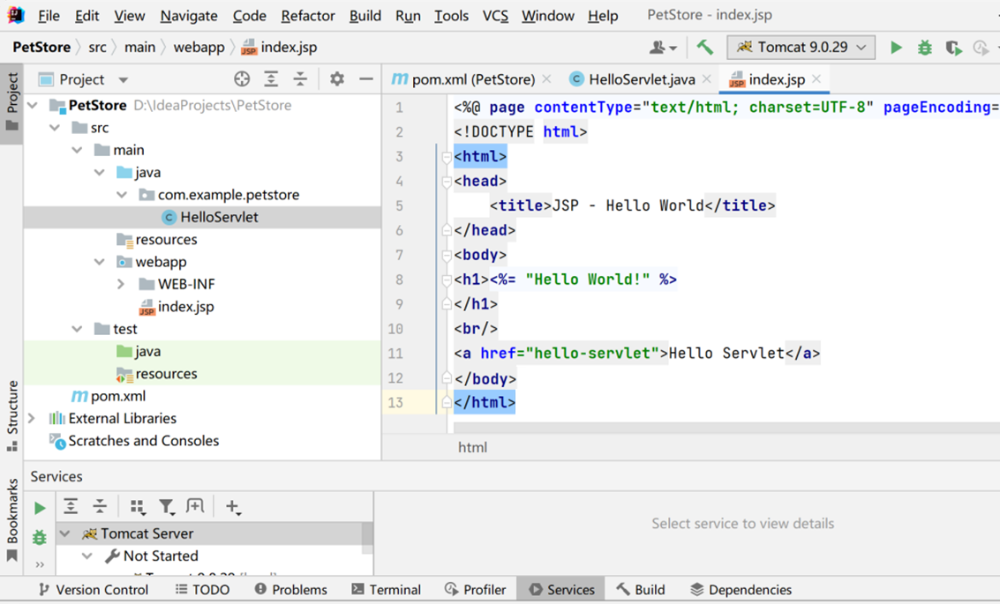 File Edit View Navigate Code Refactor Build Run Tools VCS Window Help PetStore - index.jsp
PetStore src main webapp index.jsp Tomcat 9.0.29
Project
Project
pom.xml (PetStore) HelloServlet.java index.jsp
PetStore D:\IdeaProjects\PetStore
src
main
java
com.example.petstore
HelloServlet
resources
webapp
WEB-INF
index.jsp
test
java
resources
pom.xml
External Libraries
Scratches and Consoles
1 <%@ page contentType="text/html; charset=UTF-8" pageEncoding=
2 <!DOCTYPE html>
3 <html>
4 <head>
5 <title>JSP - Hello World</title>
6 </head>
7 <body>
8 <h1><%= "Hello World!" %>
9 </h1>
10 <br/>
11 <a href="hello-servlet">Hello Servlet</a>
12 </body>
13 </html>
html
Structure
Bookmarks
Services
Tomcat Server
Not Started
Select service to view details
Version Control TODO Problems Terminal Profiler Services Build Dependencies